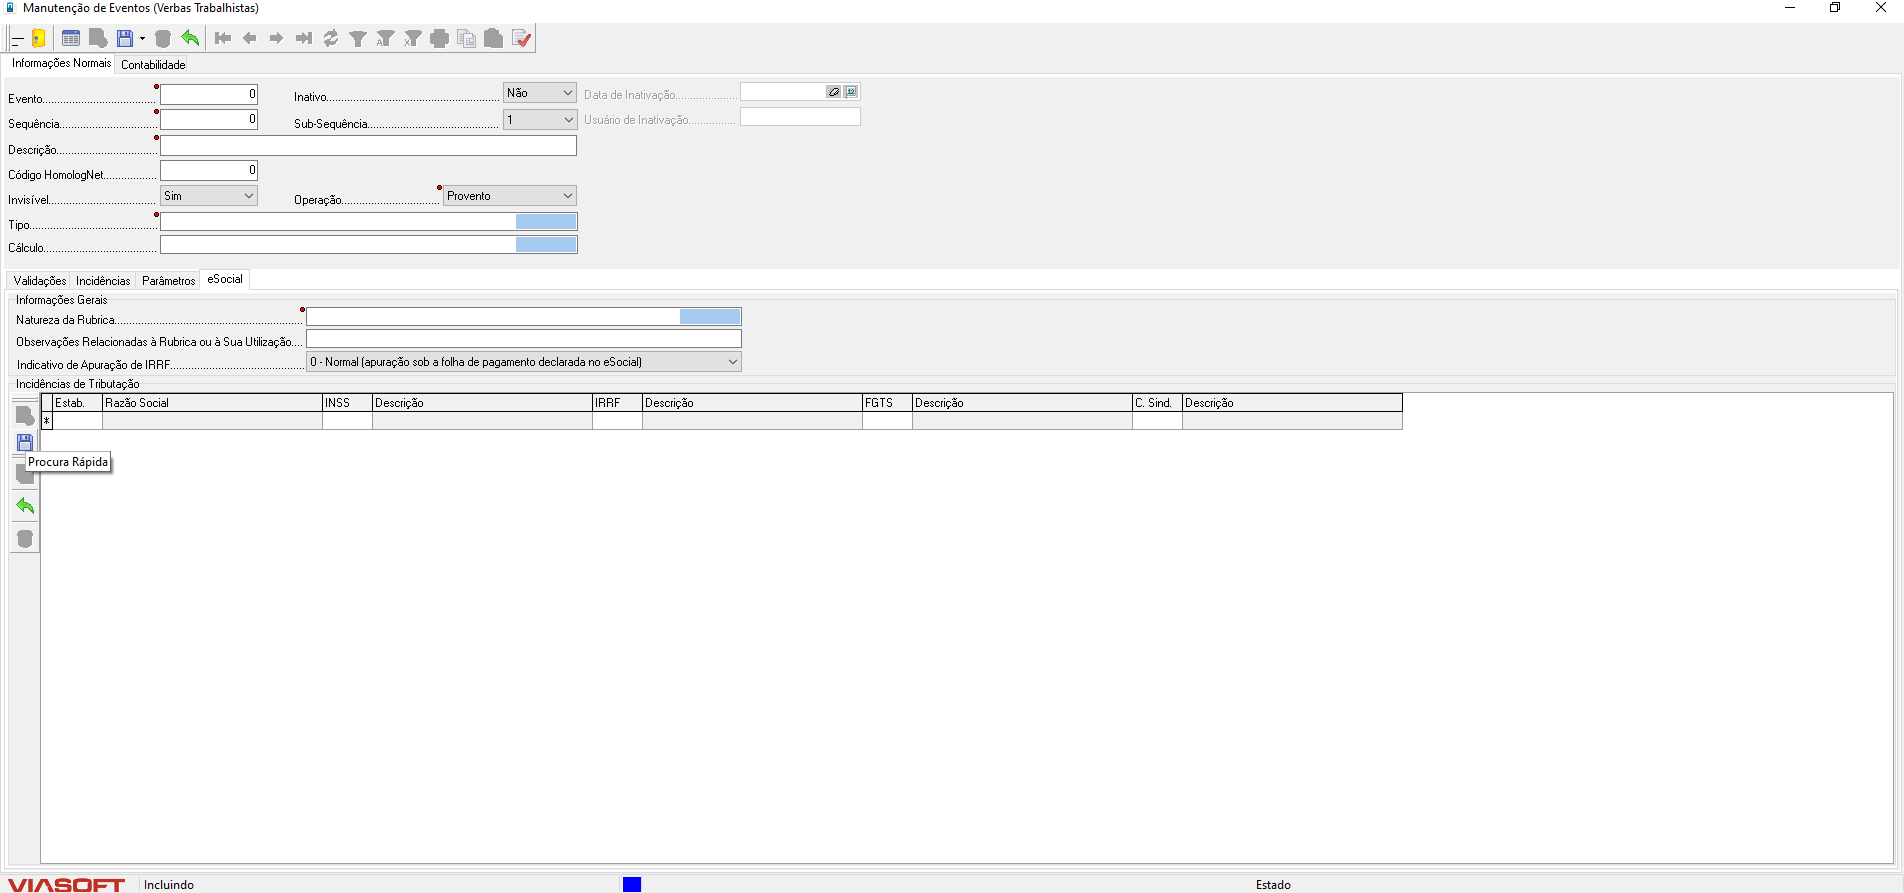 Manutenção de Eventos (Verbas Trabalhistas)
Informações Normais Contabilidade
Evento 0 Inativo Não Data de Inativação
Sequência 0 Sub-Sequência 1 Usuário de Inativação
Descrição
Código HomologNet 0
Invisível Sim Operação Provento
Tipo
Cálculo
Validações Incidências Parâmetros eSocial
Informações Gerais
Natureza da Rubrica
Observações Relacionadas à Rubrica ou à Sua Utilização
Indicativo de Apuração de IRRF 0 - Normal (apuração sob a folha de pagamento declarada no eSocial)
Incidências de Tributação
Estab. Razão Social INSS Descrição IRRF Descrição FGTS Descrição C. Sind. Descrição
*
Procura Rápida
VIASOFT Incluindo Estado